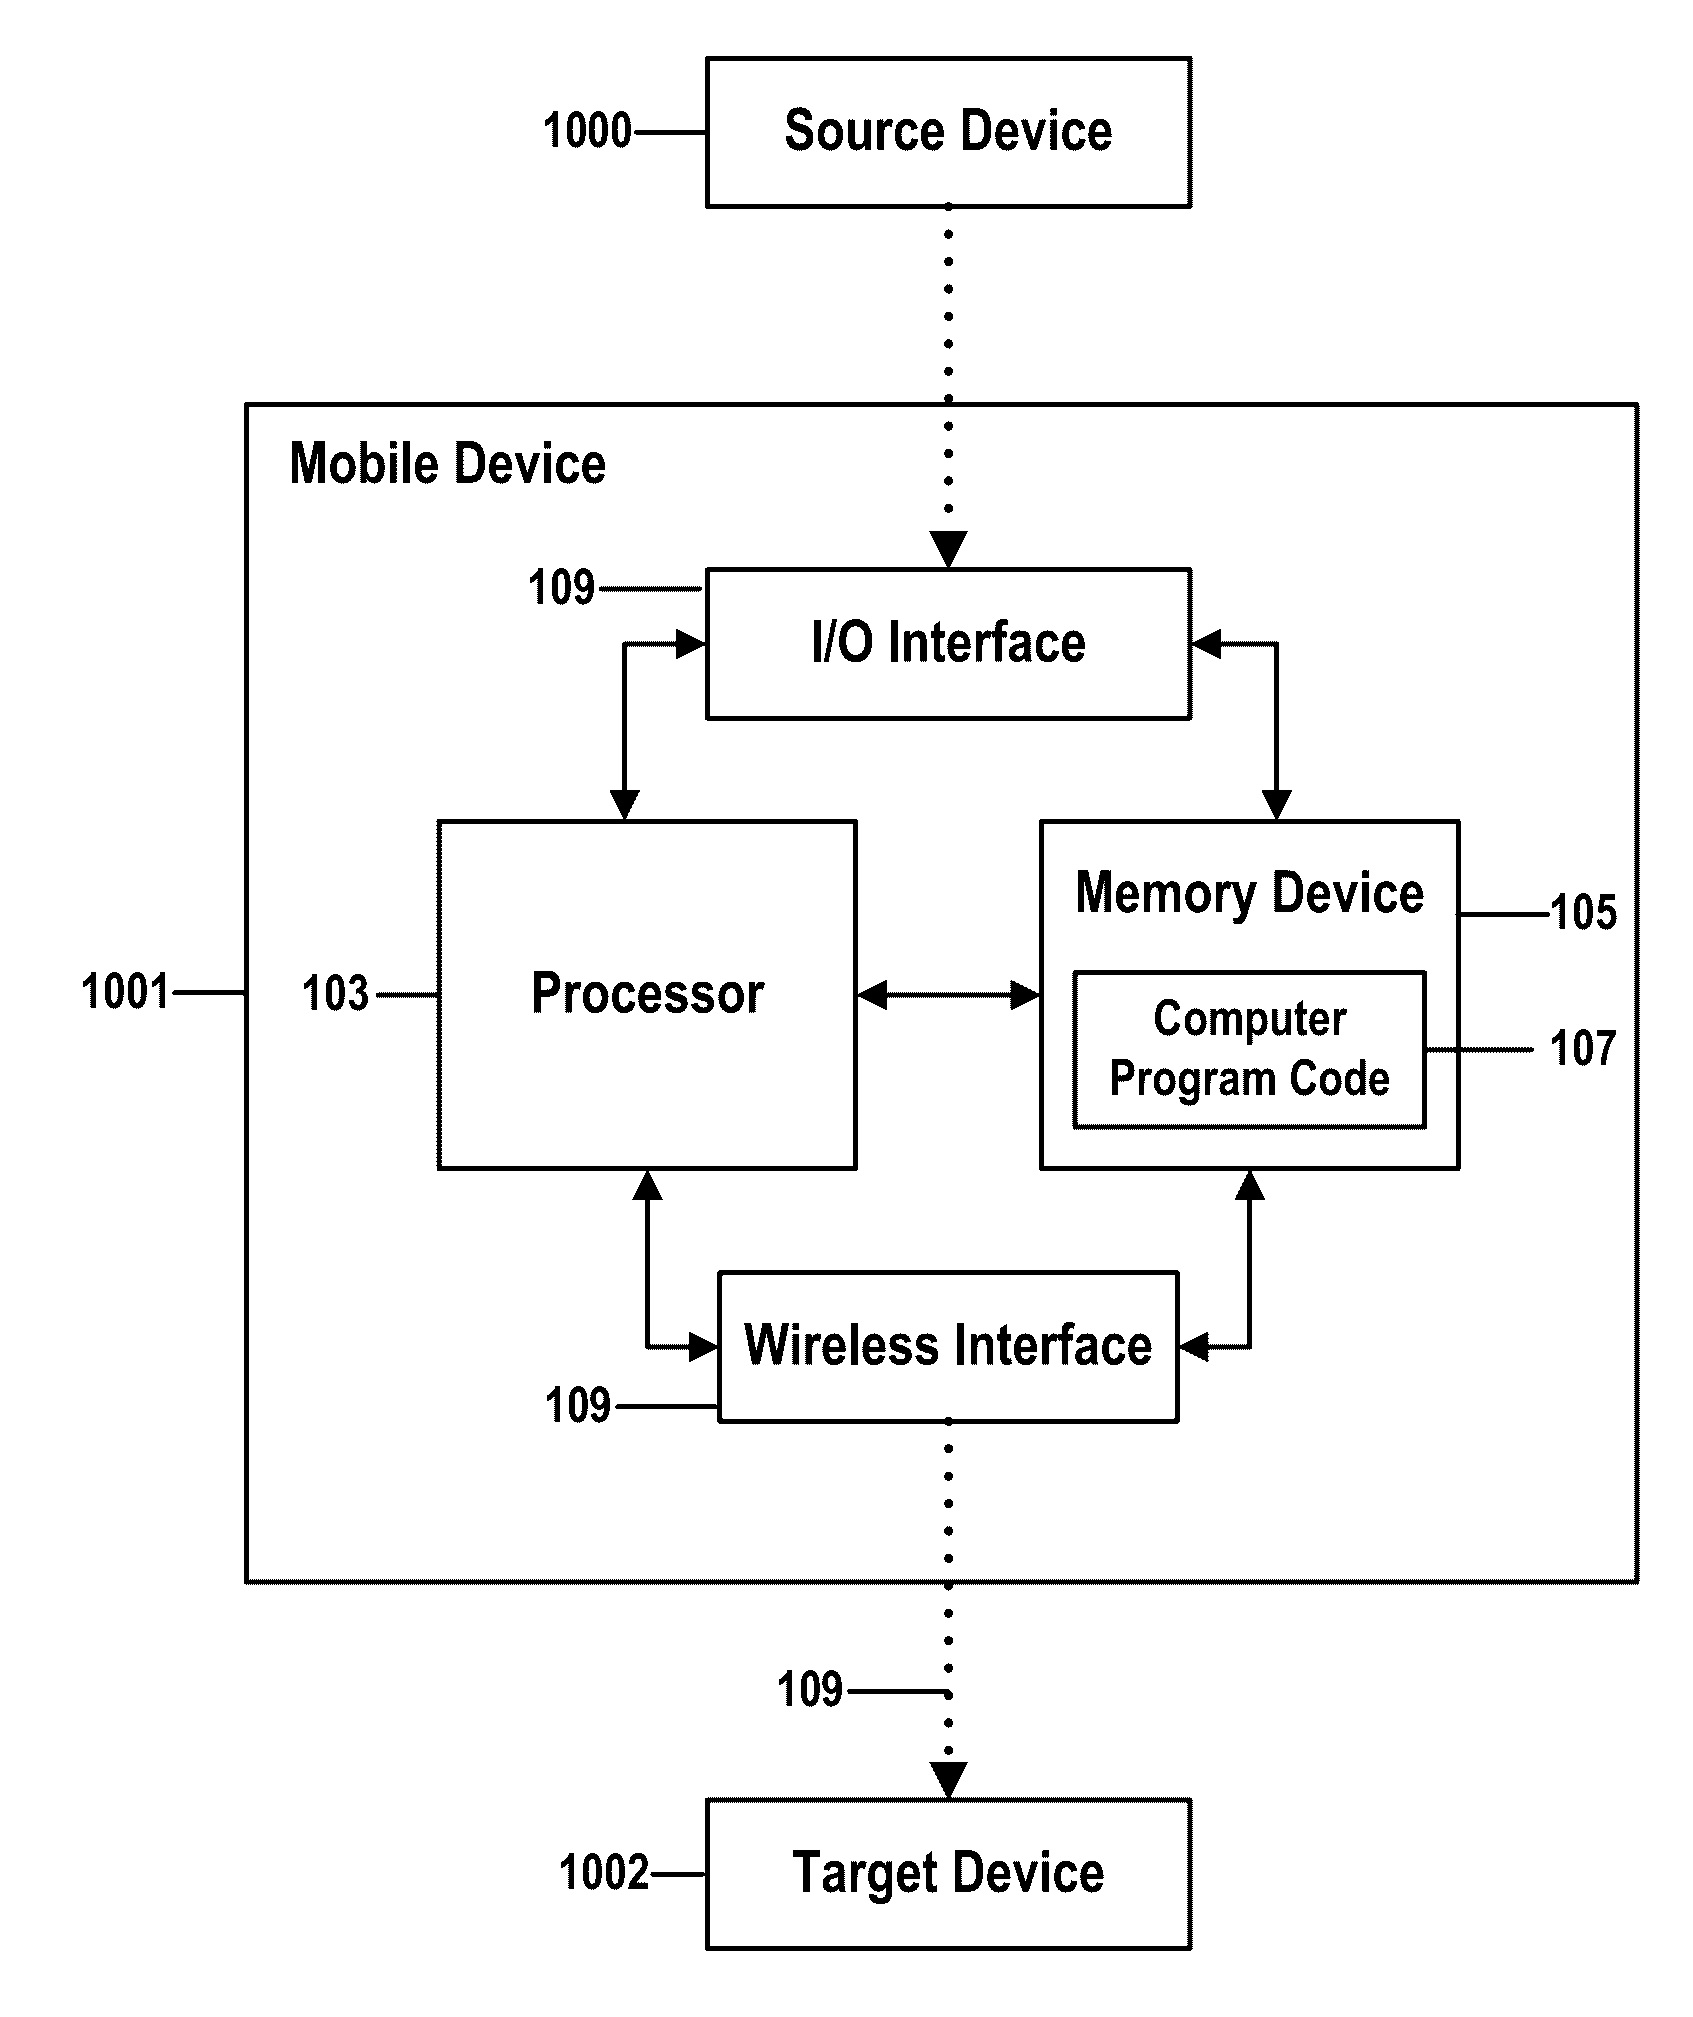 1000
Source Device
Mobile Device
109
I/O Interface
Memory Device
105
1001
103
Processor
Computer
Program Code
107
Wireless Interface
109
109
1002
Target Device